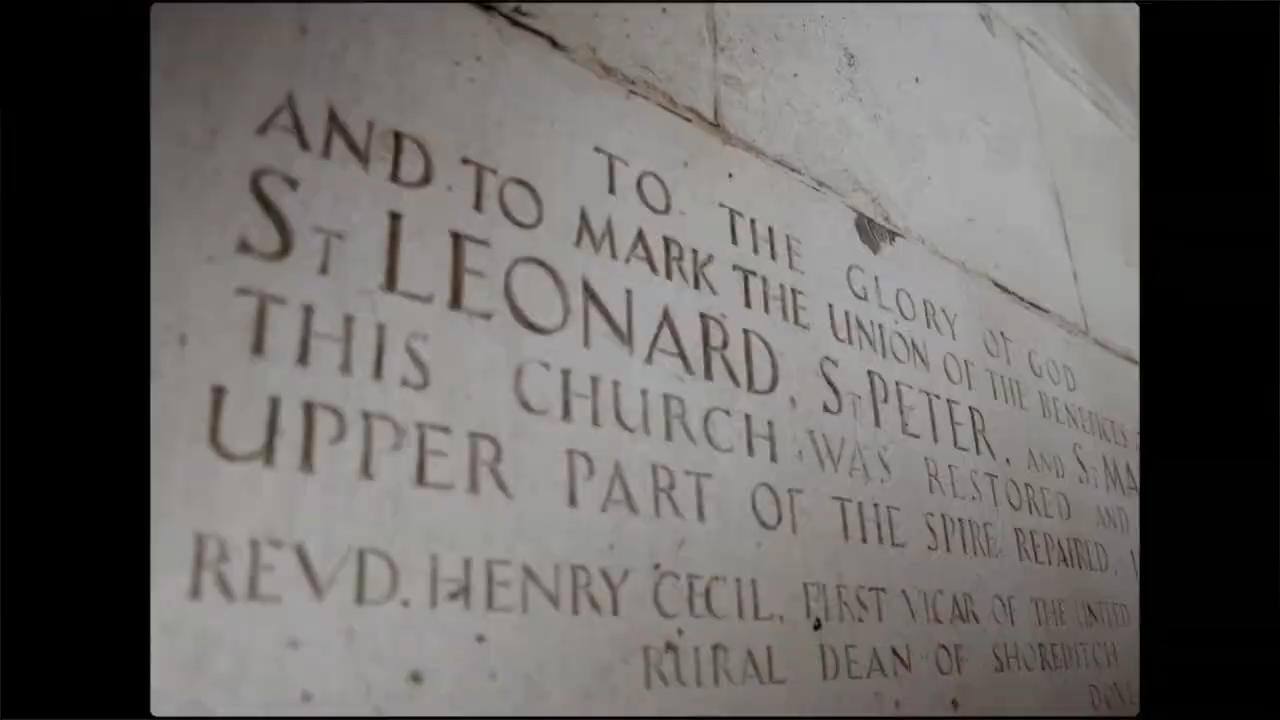 TO THE GLORY OF GOD
AND TO MARK THE UNION OF THE BENEFICES
ST LEONARD, ST PETER, AND ST MA
THIS CHURCH WAS RESTORED AND
UPPER PART OF THE SPIRE REPAIRED,
REVD. HENRY CECIL, FIRST VICAR OF THE UNITED
RURAL DEAN OF SHOREDITCH